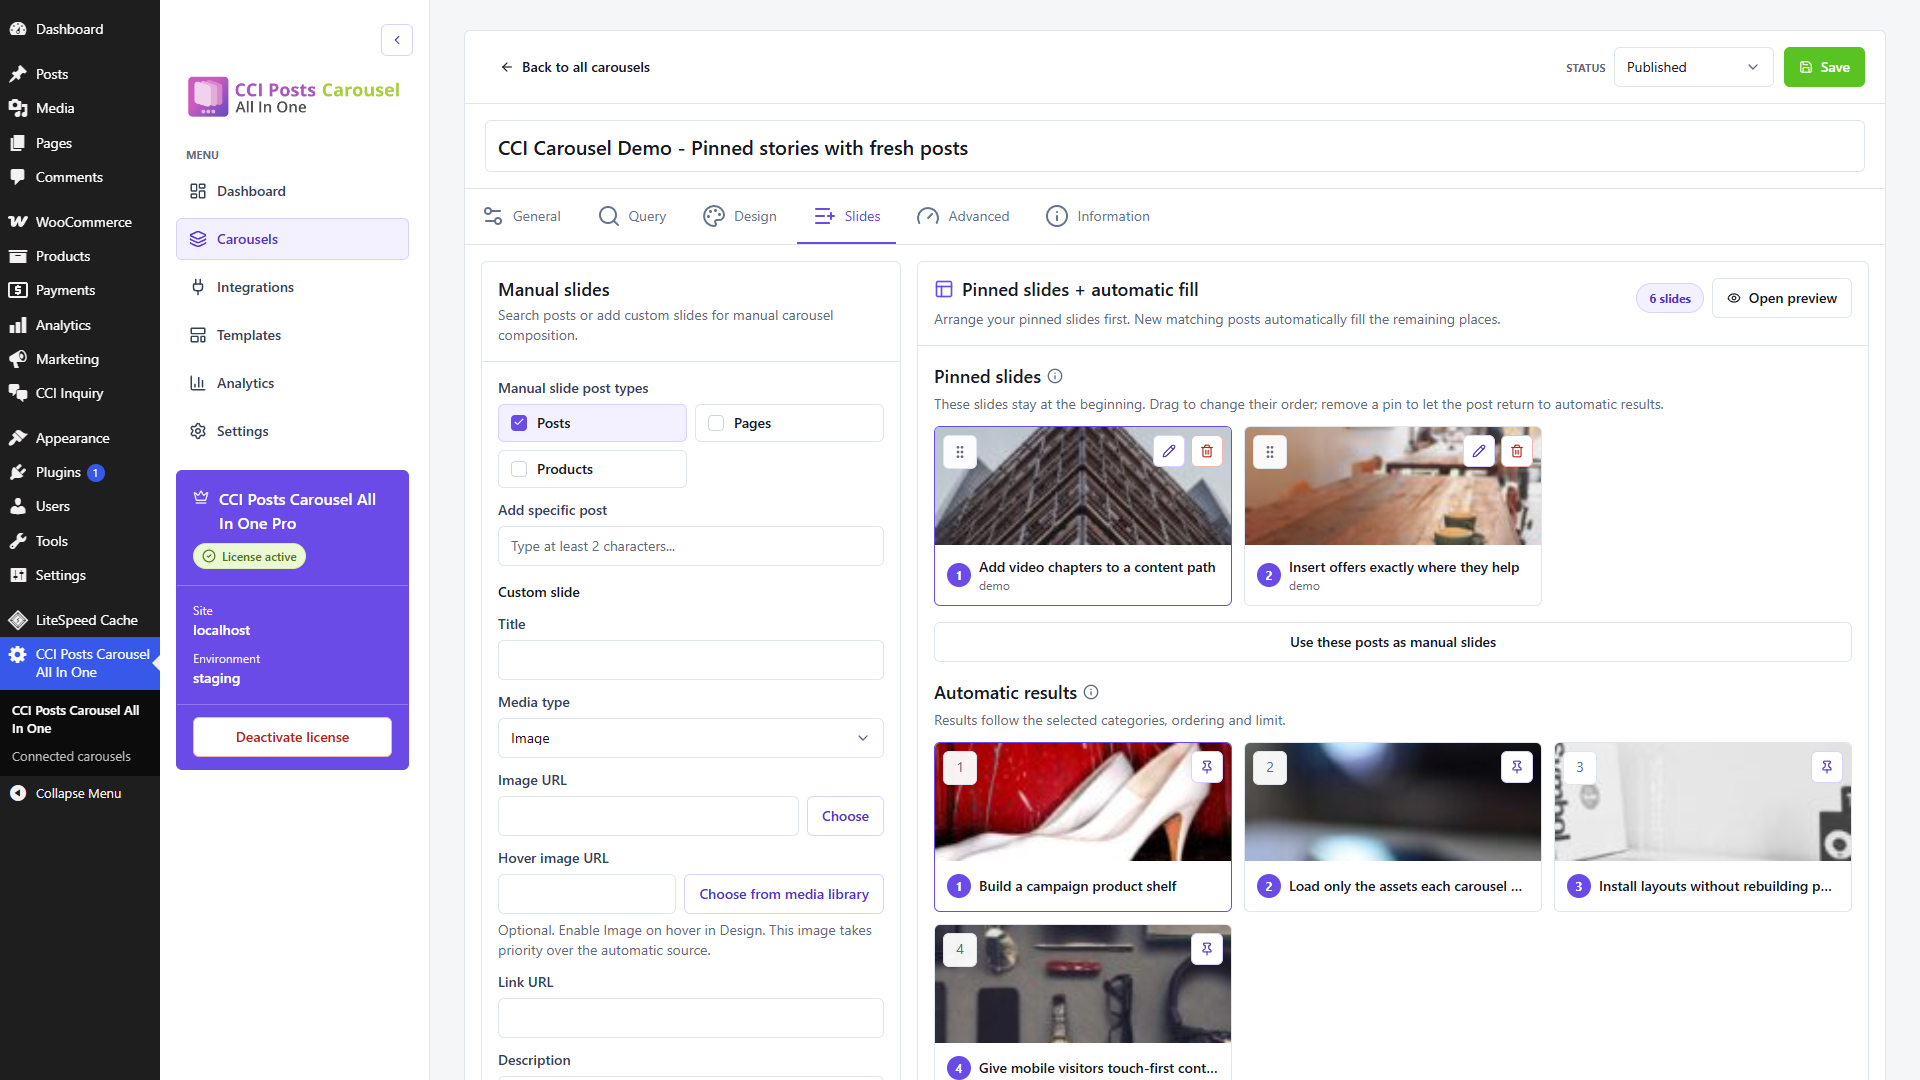 Dashboard
Posts
Media
Pages
Comments
WooCommerce
Products
Payments
Analytics
Marketing
CCI Inquiry
Appearance
Plugins 1
Users
Tools
Settings
LiteSpeed Cache
CCI Posts Carousel
All In One
CCI Posts Carousel All
In One
Connected carousels
Collapse Menu
CCI Posts Carousel
All In One
MENU
Dashboard
Carousels
Integrations
Templates
Analytics
Settings
CCI Posts Carousel All
In One Pro
License active
Site
localhost
Environment
staging
Deactivate license
Back to all carousels
STATUS
Published
Save
CCI Carousel Demo - Pinned stories with fresh posts
General
Query
Design
Slides
Advanced
Information
Manual slides
Search posts or add custom slides for manual carousel
composition.
Manual slide post types
Posts
Pages
Products
Add specific post
Type at least 2 characters...
Custom slide
Title
Media type
Image
Image URL
Choose
Hover image URL
Choose from media library
Optional. Enable Image on hover in Design. This image takes
priority over the automatic source.
Link URL
Description
Pinned slides + automatic fill
Arrange your pinned slides first. New matching posts automatically fill the remaining places.
6 slides
Open preview
Pinned slides
These slides stay at the beginning. Drag to change their order; remove a pin to let the post return to automatic results.
1 Add video chapters to a content path
demo
2 Insert offers exactly where they help
demo
Use these posts as manual slides
Automatic results
Results follow the selected categories, ordering and limit.
1
1 Build a campaign product shelf
2
2 Load only the assets each carousel ...
3
3 Install layouts without rebuilding p...
4
4 Give mobile visitors touch-first cont...